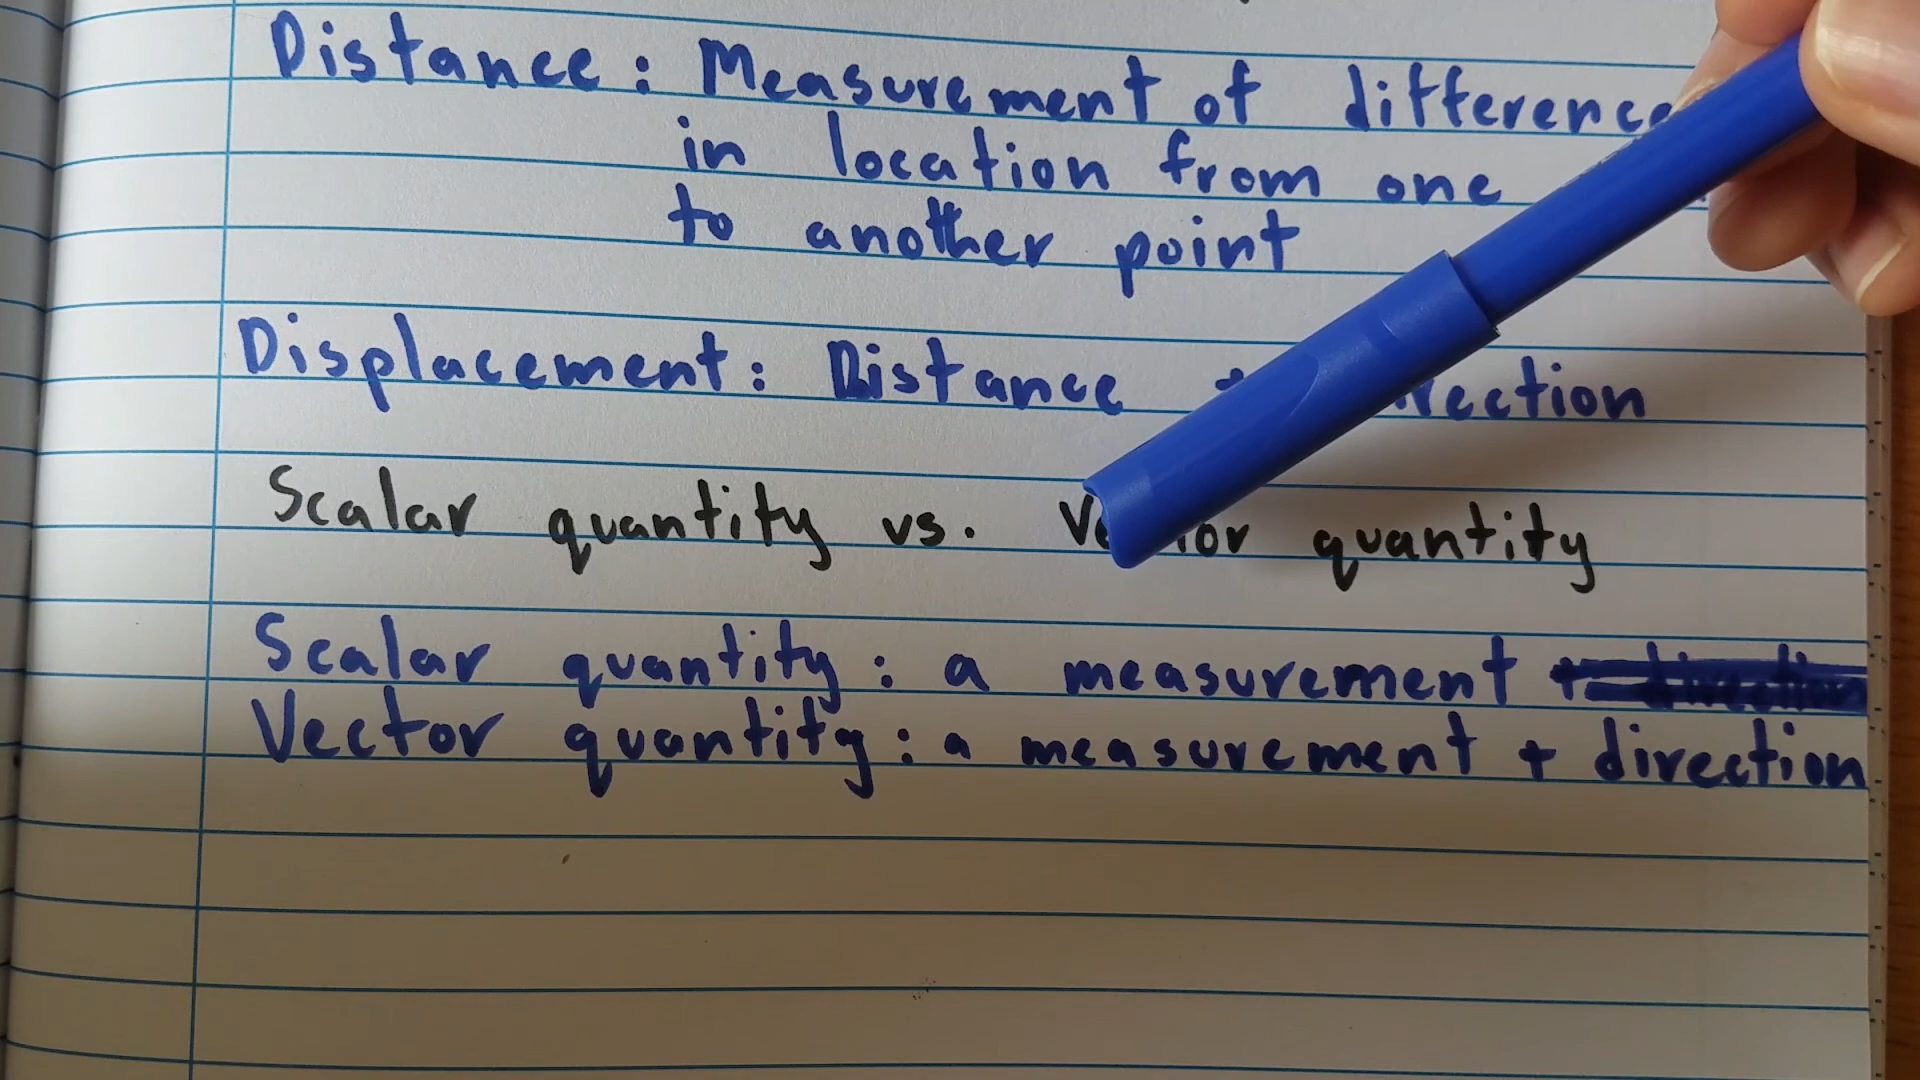 Distance: Measurement of difference
in location from one
to another point
Displacement: Distance
Scalar quantity vs. quantity
Scalar quantity: a measurement
Vector quantity: a measurement + direction